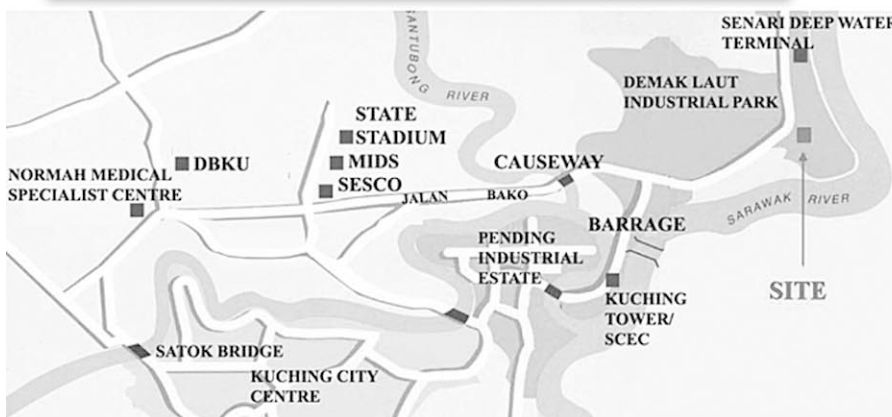 SENARI DEEP WATER
TERMINAL
SANTUBONG RIVER
DEMAK LAUT
INDUSTRIAL PARK
STATE
STADIUM
MIDS
SESCO
DBKU
NORMAH MEDICAL
SPECIALIST CENTRE
CAUSEWAY
JALAN BAKO
BARRAGE
SARAWAK RIVER
PENDING
INDUSTRIAL
ESTATE
SITE
KUCHING
TOWER/
SCEC
SATOK BRIDGE
KUCHING CITY
CENTRE